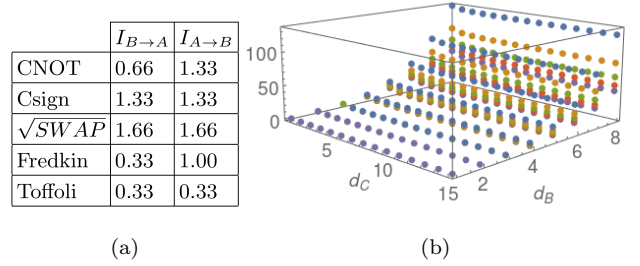 I_{B→A} I_{A→B}
CNOT 0.66 1.33
Csign 1.33 1.33
√SWAP 1.66 1.66
Fredkin 0.33 1.00
Toffoli 0.33 0.33
(a)
100
50
0
5
10
15
d_C
2
4
6
8
d_B
(b)